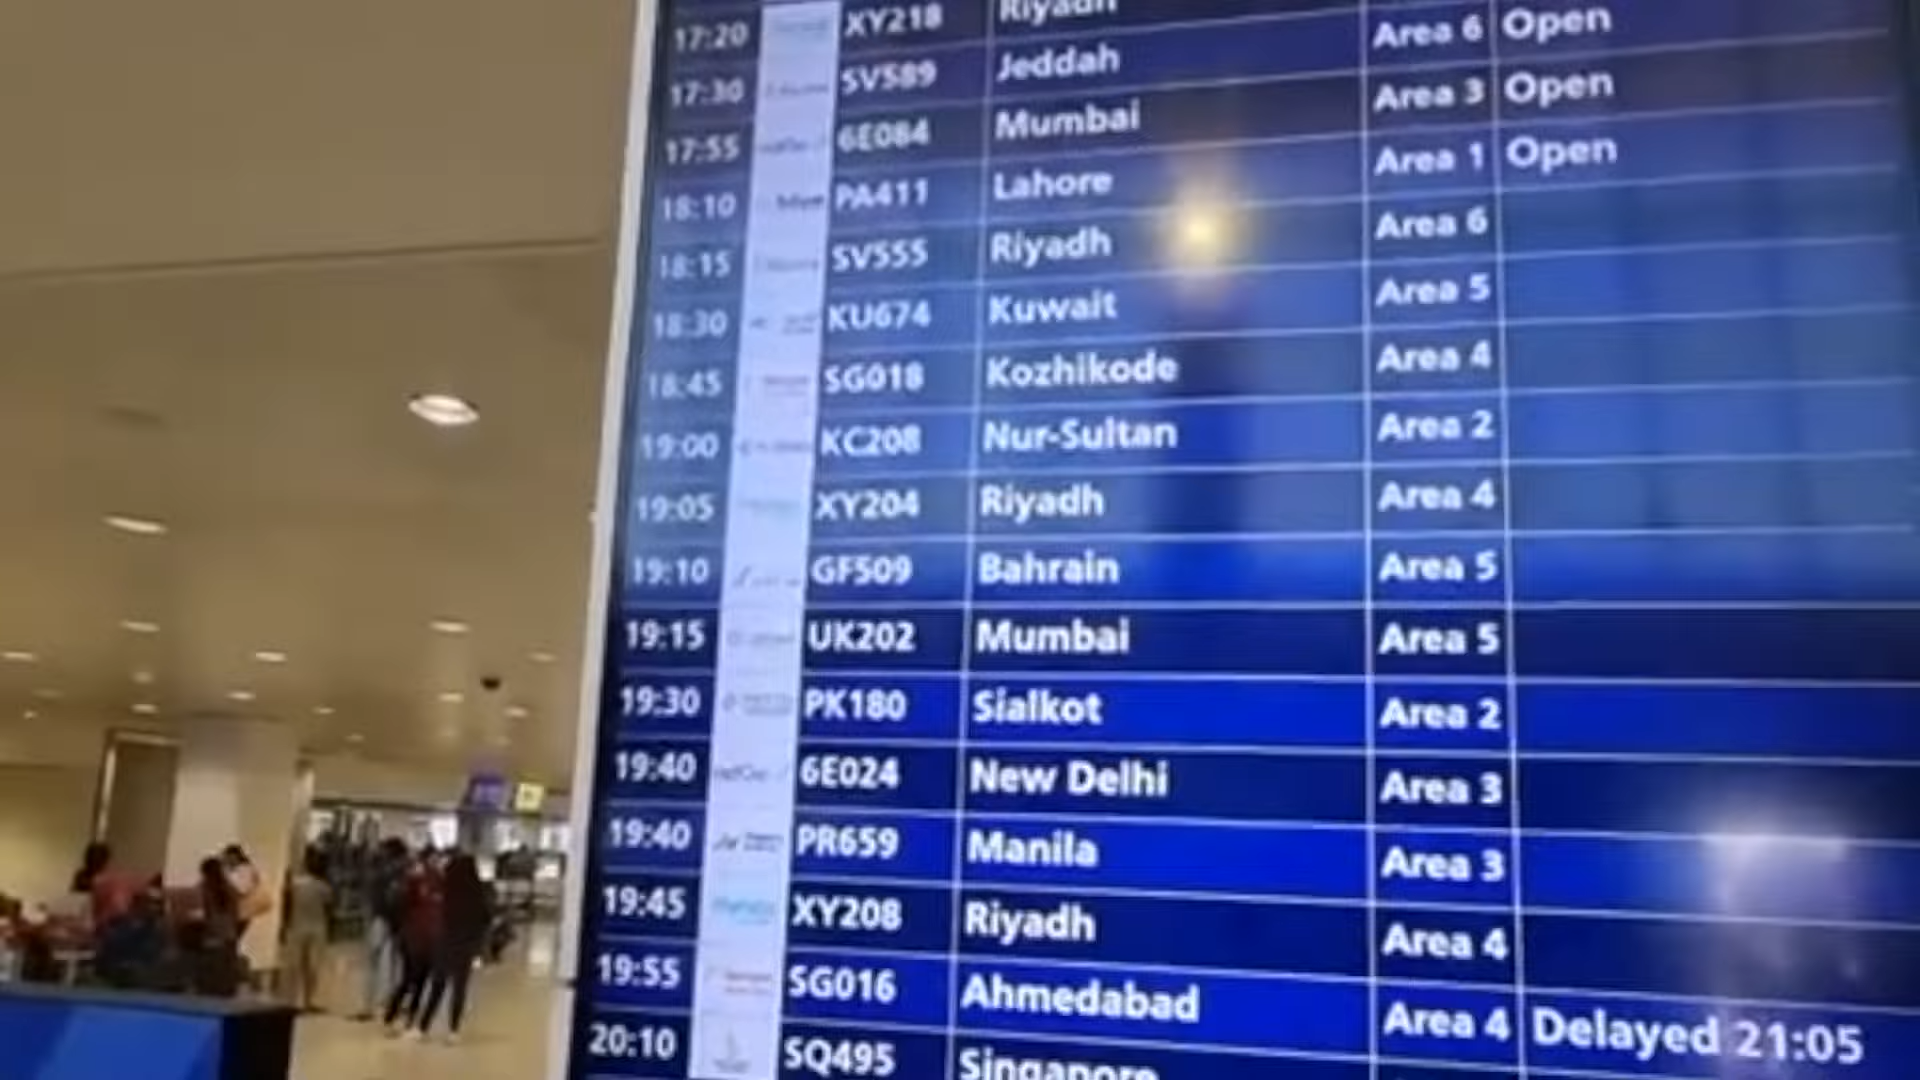 17:20 XY218 Riyadh
17:30 SV589 Jeddah Area 6 Open
17:55 6E084 Mumbai Area 3 Open
18:10 PA411 Lahore Area 1 Open
18:15 SV555 Riyadh Area 6
18:30 KU674 Kuwait Area 5
18:45 SG018 Kozhikode Area 4
19:00 KC208 Nur-Sultan Area 2
19:05 XY204 Riyadh Area 4
19:10 GF509 Bahrain Area 5
19:15 UK202 Mumbai Area 5
19:30 PK180 Sialkot Area 2
19:40 6E024 New Delhi Area 3
19:40 PR659 Manila Area 3
19:45 XY208 Riyadh Area 4
19:55 SG016 Ahmedabad Area 4 Delayed 21:05
20:10 SQ495 Singapore